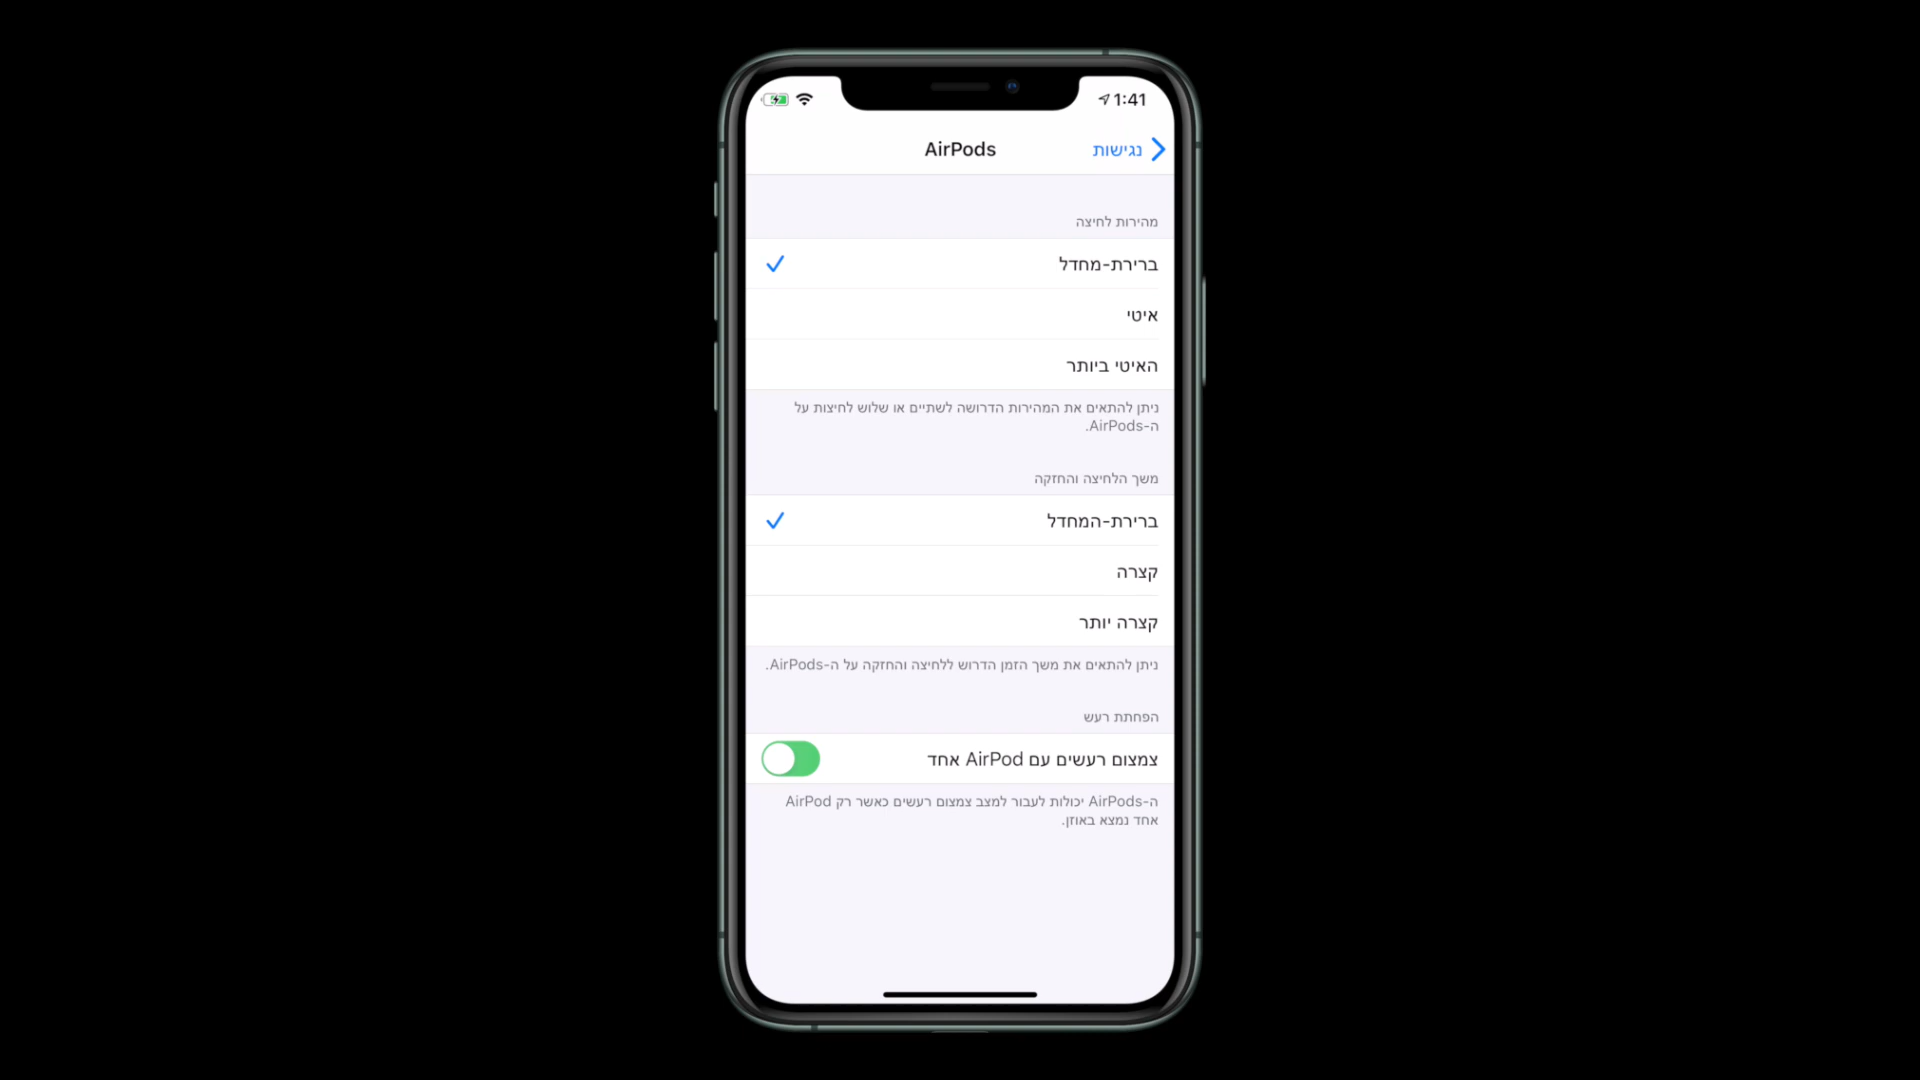 1:41
נגישות
AirPods
מהירות לחיצה
ברירת-מחדל
איטי
האיטי ביותר
ניתן להתאים את המהירות הדרושה לשתיים או שלוש לחיצות על
ה-AirPods.
משך הלחיצה והחזקה
ברירת-המחדל
קצרה
קצרה יותר
ניתן להתאים את משך הזמן הדרוש ללחיצה והחזקה על ה-AirPods.
הפחתת רעש
צמצום רעשים עם AirPod אחד
ה-AirPods יכולות לעבור למצב צמצום רעשים כאשר רק AirPod
אחד נמצא באוזן.